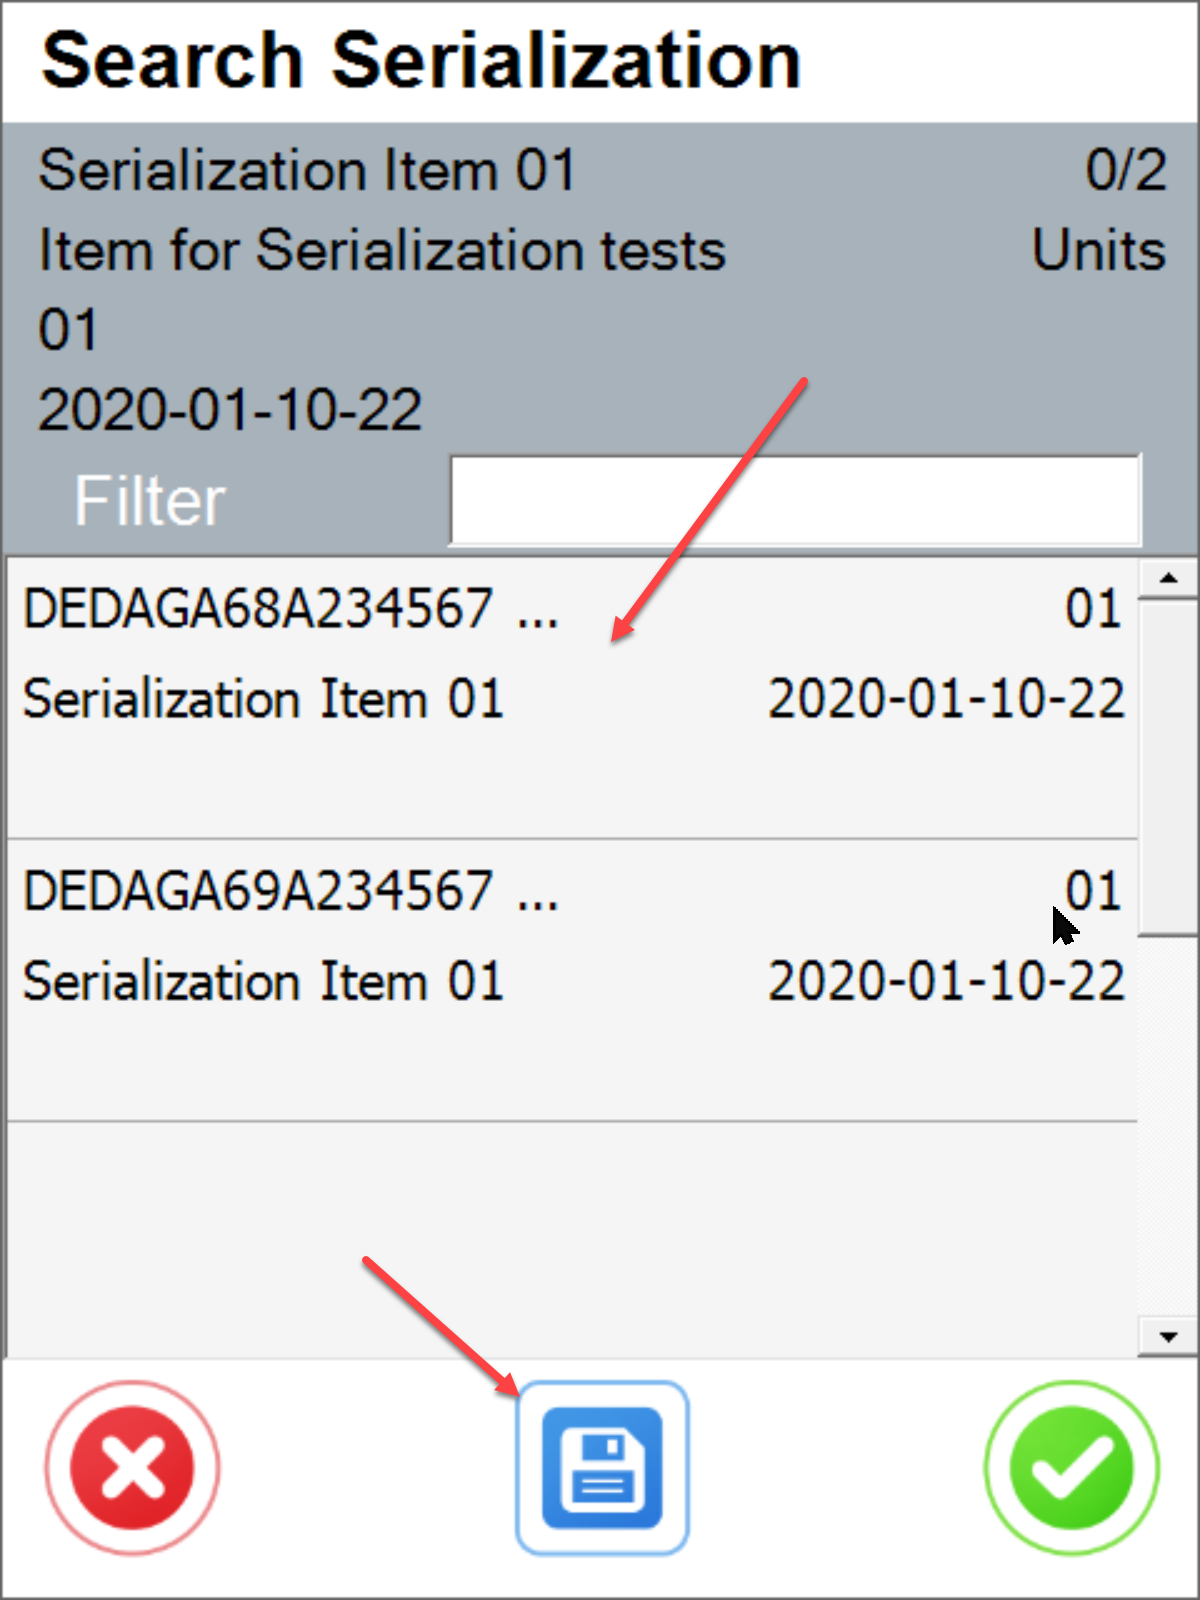 Search Serialization
Serialization Item 01 0/2
Item for Serialization tests Units
01
2020-01-10-22
Filter
DEDAGA68A234567 ... 01
Serialization Item 01 2020-01-10-22
DEDAGA69A234567 ... 01
Serialization Item 01 2020-01-10-22